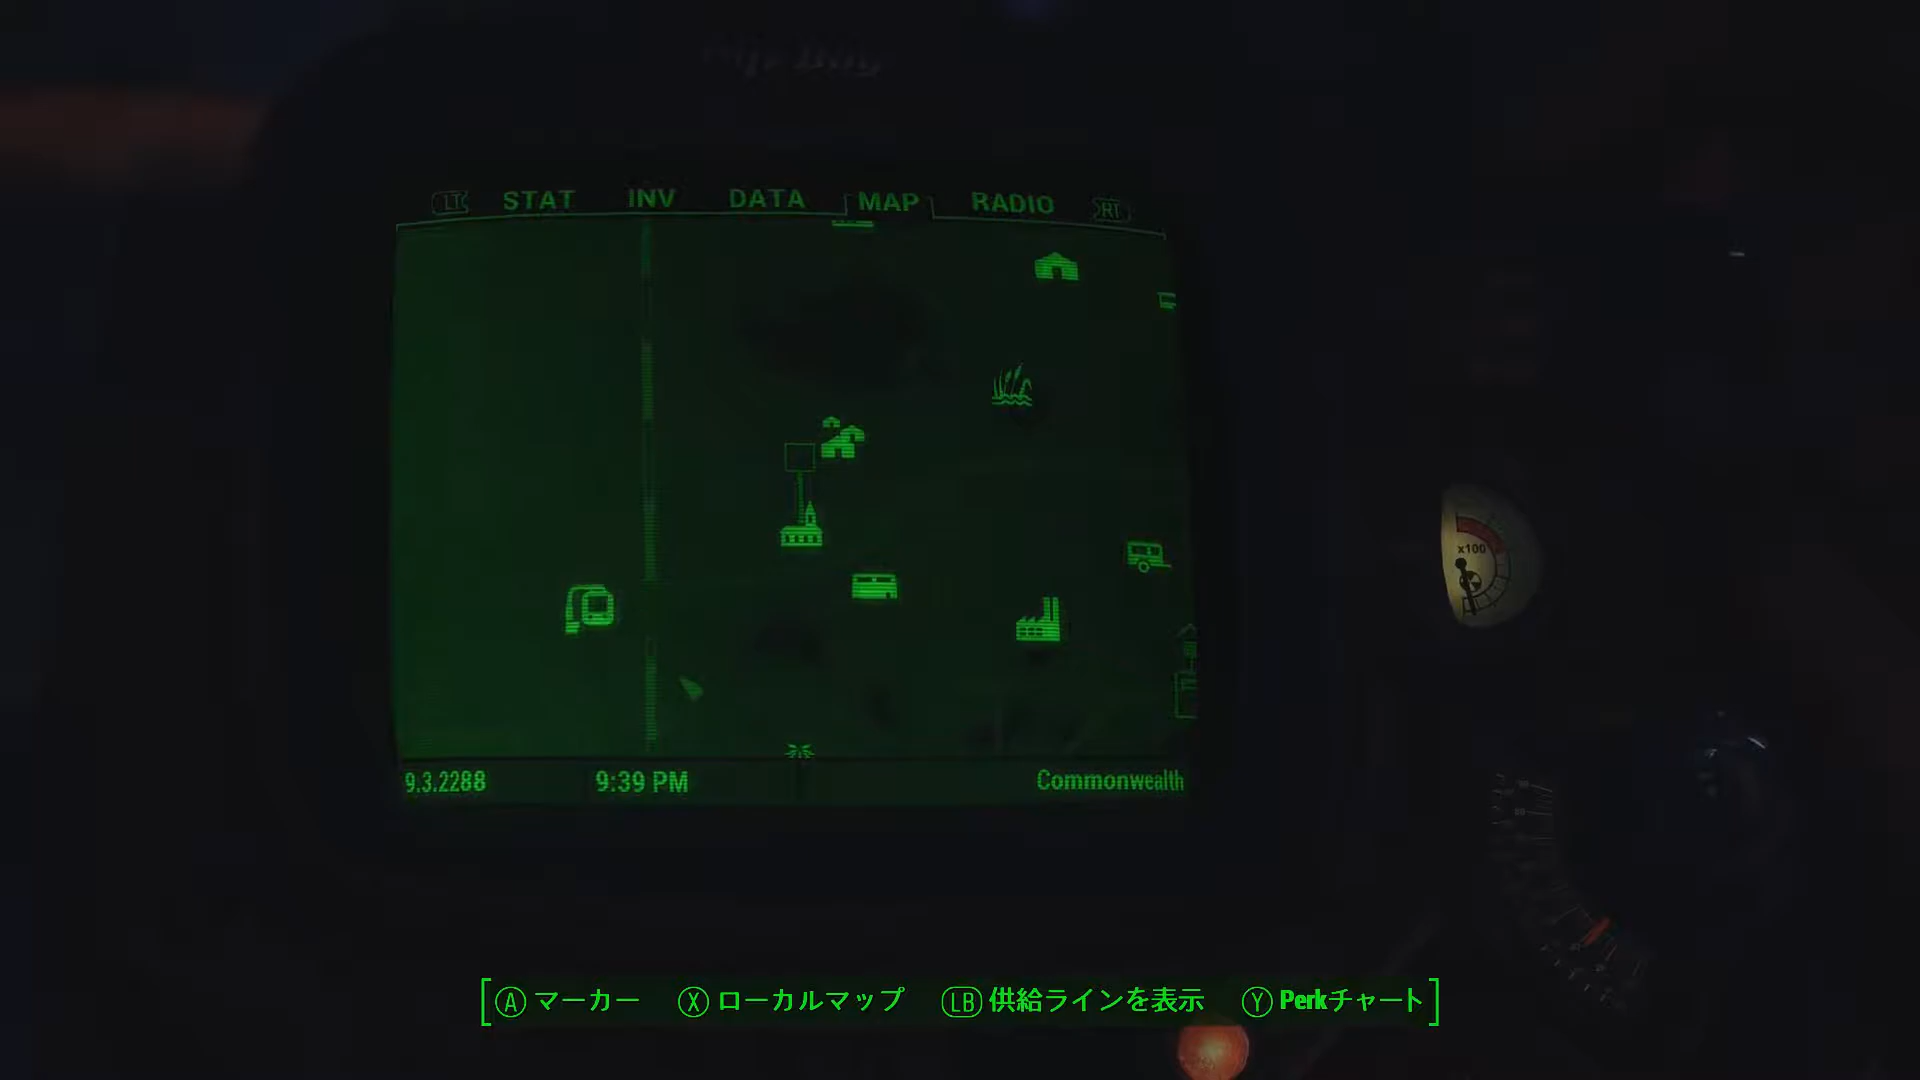 LT STAT INV DATA MAP RADIO RT
9.3.2288 9:39 PM Commonwealth
x100
[Ⓐ マーカー Ⓧ ローカルマップ LB 供給ラインを表示 Ⓨ Perkチャート]